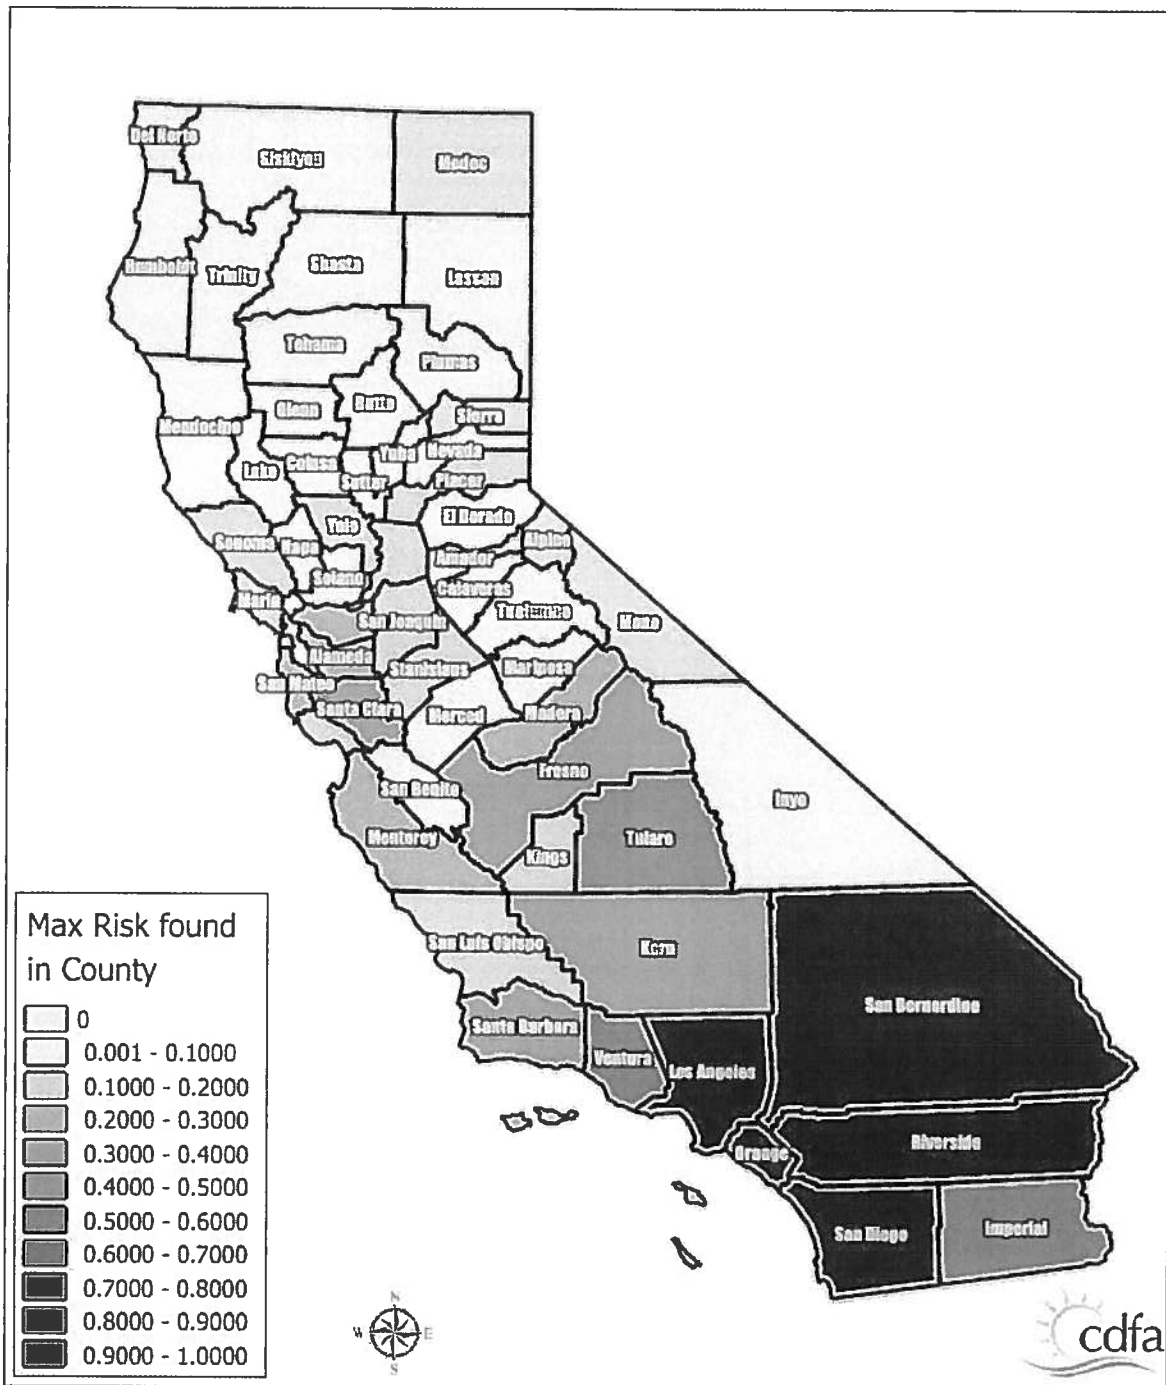 Del Norte
Siskiyou
Modoc
Humboldt
Trinity
Shasta
Lassen
Tehama
Plumas
Glenn
Butte
Sierra
Mendocino
Lake
Colusa
Sutter
Yuba
Nevada
Placer
El Dorado
Sonoma
Napa
Yolo
Solano
Amador
Alpine
Calaveras
Marin
San Joaquin
Tuolumne
Mono
Alameda
Stanislaus
Mariposa
San Mateo
Santa Clara
Merced
Madera
Fresno
San Benito
Inyo
Monterey
Kings
Tulare
San Luis Obispo
Kern
San Bernardino
Santa Barbara
Ventura
Los Angeles
Orange
Riverside
San Diego
Imperial
Max Risk found
in County
0
0.001 - 0.1000
0.1000 - 0.2000
0.2000 - 0.3000
0.3000 - 0.4000
0.4000 - 0.5000
0.5000 - 0.6000
0.6000 - 0.7000
0.7000 - 0.8000
0.8000 - 0.9000
0.9000 - 1.0000
N
W E
S
cdfa